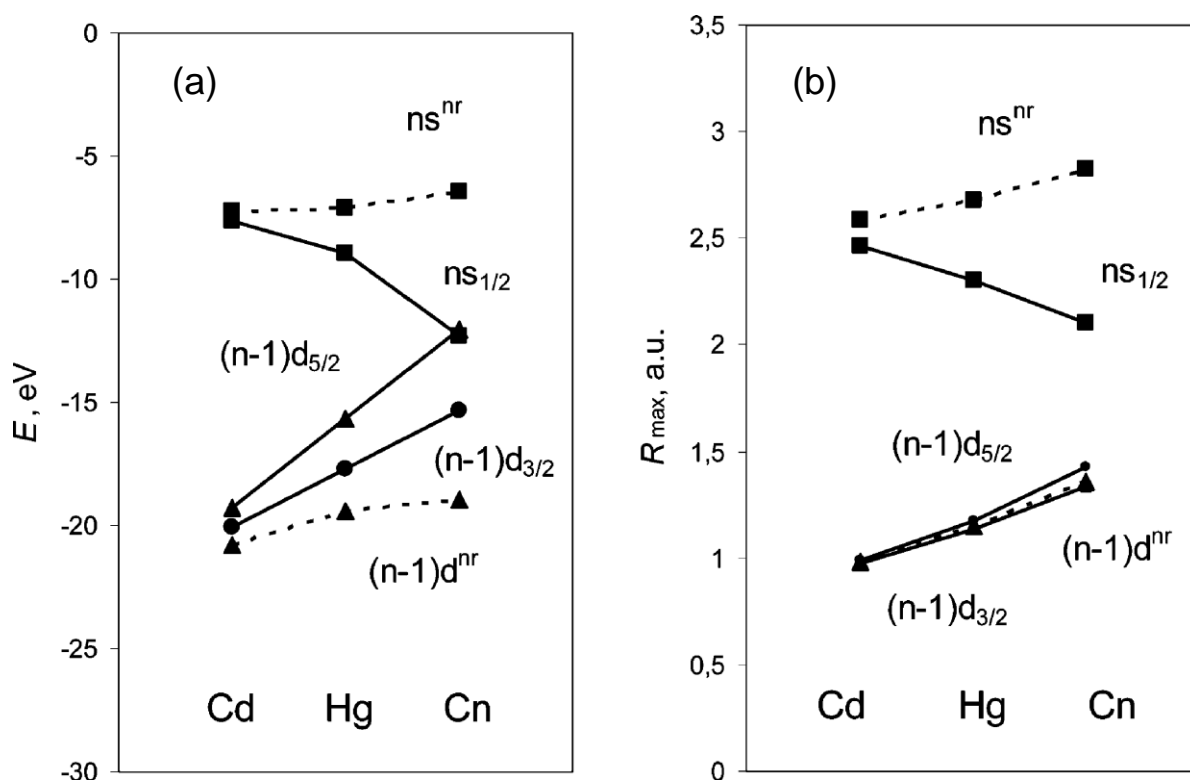 (a)
E, eV
0
-5
-10
-15
-20
-25
-30
ns^nr
ns_1/2
(n-1)d_5/2
(n-1)d_3/2
(n-1)d^nr
Cd Hg Cn
(b)
R_max, a.u.
3,5
3
2,5
2
1,5
1
0,5
0
ns^nr
ns_1/2
(n-1)d_5/2
(n-1)d^nr
(n-1)d_3/2
Cd Hg Cn